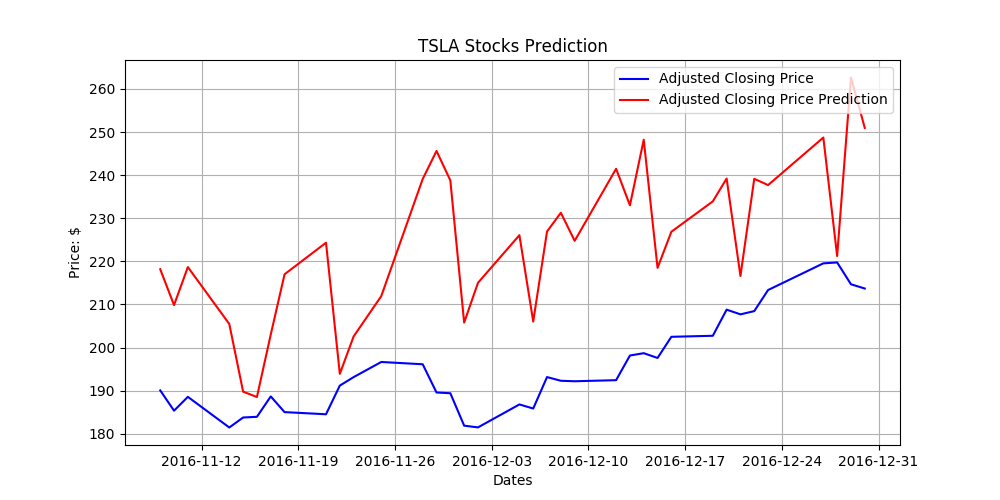 TSLA Stocks Prediction
Adjusted Closing Price
Adjusted Closing Price Prediction
Price: $
260
250
240
230
220
210
200
190
180
2016-11-12 2016-11-19 2016-11-26 2016-12-03 2016-12-10 2016-12-17 2016-12-24 2016-12-31
Dates